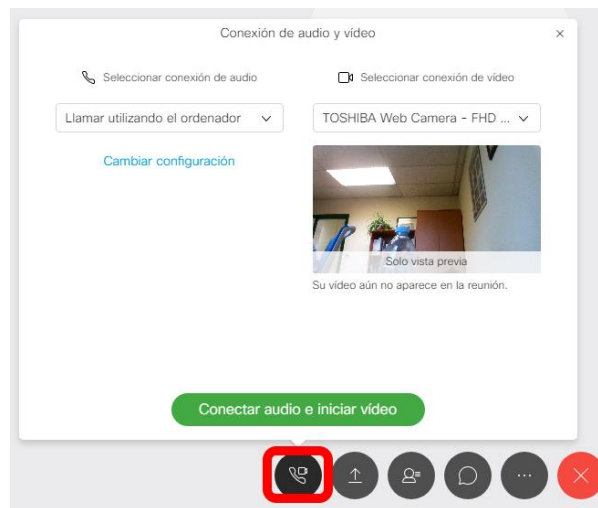 Conexión de audio y vídeo
Seleccionar conexión de audio
Seleccionar conexión de vídeo
Llamar utilizando el ordenador
TOSHIBA Web Camera - FHD ...
Cambiar configuración
Solo vista previa
Su vídeo aún no aparece en la reunión.
Conectar audio e iniciar vídeo